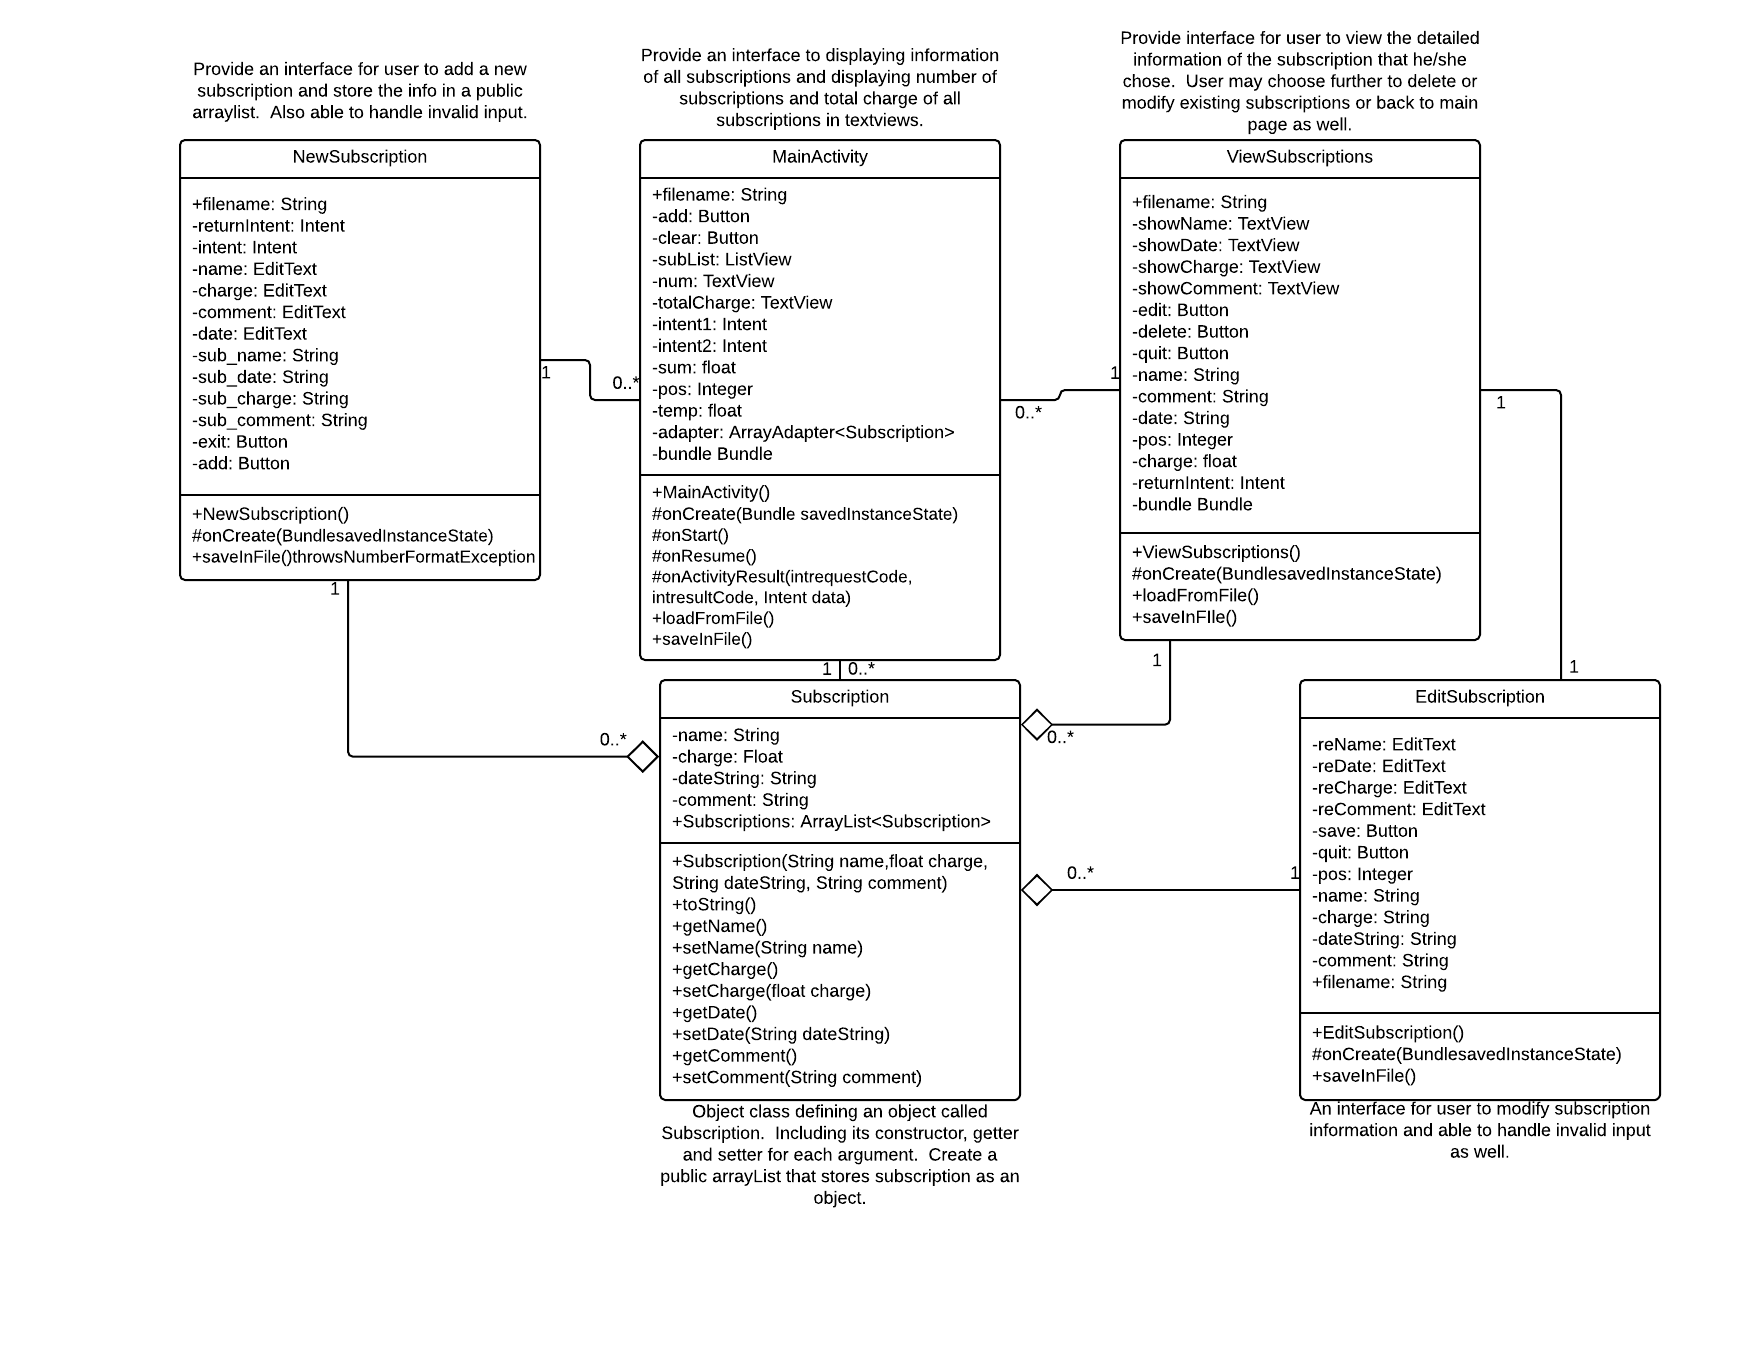 Provide an interface for user to add a new
subscription and store the info in a public
arraylist.  Also able to handle invalid input.
NewSubscription
+filename: String
-returnIntent: Intent
-intent: Intent
-name: EditText
-charge: EditText
-comment: EditText
-date: EditText
-sub_name: String
-sub_date: String
-sub_charge: String
-sub_comment: String
-exit: Button
-add: Button
+NewSubscription()
#onCreate(BundlesavedInstanceState)
+saveInFile()throwsNumberFormatException
Provide an interface to displaying information
of all subscriptions and displaying number of
subscriptions and total charge of all
subscriptions in textviews.
MainActivity
+filename: String
-add: Button
-clear: Button
-subList: ListView
-num: TextView
-totalCharge: TextView
-intent1: Intent
-intent2: Intent
-sum: float
-pos: Integer
-temp: float
-adapter: ArrayAdapter<Subscription>
-bundle Bundle
+MainActivity()
#onCreate(Bundle savedInstanceState)
#onStart()
#onResume()
#onActivityResult(intrequestCode,
intresultCode, Intent data)
+loadFromFile()
+saveInFile()
Provide interface for user to view the detailed
information of the subscription that he/she
chose.  User may choose further to delete or
modify existing subscriptions or back to main
page as well.
ViewSubscriptions
+filename: String
-showName: TextView
-showDate: TextView
-showCharge: TextView
-showComment: TextView
-edit: Button
-delete: Button
-quit: Button
-name: String
-comment: String
-date: String
-pos: Integer
-charge: float
-returnIntent: Intent
-bundle Bundle
+ViewSubscriptions()
#onCreate(BundlesavedInstanceState)
+loadFromFile()
+saveInFIle()
1
0..*
0..*
1
1
1
1
0..*
1
0..*
1
0..*
0..*
1
Subscription
-name: String
-charge: Float
-dateString: String
-comment: String
+Subscriptions: ArrayList<Subscription>
+Subscription(String name,float charge,
String dateString, String comment)
+toString()
+getName()
+setName(String name)
+getCharge()
+setCharge(float charge)
+getDate()
+setDate(String dateString)
+getComment()
+setComment(String comment)
Object class defining an object called
Subscription.  Including its constructor, getter
and setter for each argument.  Create a
public arrayList that stores subscription as an
object.
EditSubscription
-reName: EditText
-reDate: EditText
-reCharge: EditText
-reComment: EditText
-save: Button
-quit: Button
-pos: Integer
-name: String
-charge: String
-dateString: String
-comment: String
+filename: String
+EditSubscription()
#onCreate(BundlesavedInstanceState)
+saveInFile()
An interface for user to modify subscription
information and able to handle invalid input
as well.